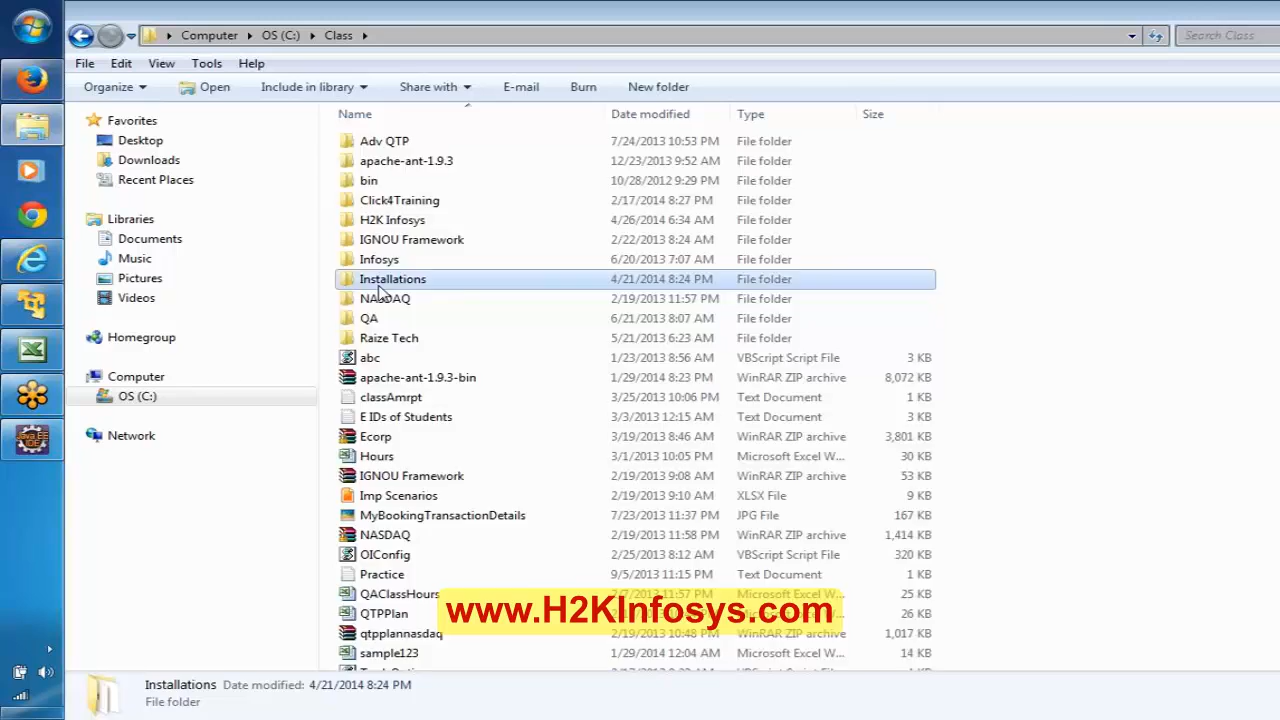 Computer OS (C:) Class Search Class
File Edit View Tools Help
Organize Open Include in library Share with E-mail Burn New folder
Favorites
Desktop
Downloads
Recent Places
Libraries
Documents
Music
Pictures
Videos
Homegroup
Computer
OS (C:)
Network
Name Date modified Type Size
Adv QTP 7/24/2013 10:53 PM File folder
apache-ant-1.9.3 12/23/2013 9:52 AM File folder
bin 10/28/2012 9:29 PM File folder
Click4Training 2/17/2014 8:27 PM File folder
H2K Infosys 4/26/2014 6:34 AM File folder
IGNOU Framework 2/22/2013 8:24 AM File folder
Infosys 6/20/2013 7:07 AM File folder
Installations 4/21/2014 8:24 PM File folder
NASDAQ 2/19/2013 11:57 PM File folder
QA 6/21/2013 8:07 AM File folder
Raize Tech 5/21/2013 6:23 AM File folder
abc 1/23/2013 8:56 AM VBScript Script File 3 KB
apache-ant-1.9.3-bin 1/29/2014 8:23 PM WinRAR ZIP archive 8,072 KB
classAmrpt 3/25/2013 10:06 PM Text Document 1 KB
E IDs of Students 3/3/2013 12:15 AM Text Document 1 KB
Ecorp 3/19/2013 8:46 AM WinRAR ZIP archive 3,801 KB
Hours 3/1/2013 10:05 PM Microsoft Excel W... 30 KB
IGNOU Framework 2/19/2013 9:08 AM WinRAR ZIP archive 53 KB
Imp Scenarios 2/19/2013 9:10 AM XLSX File 9 KB
MyBookingTransactionDetails 7/23/2013 11:37 PM JPG File 167 KB
NASDAQ 2/19/2013 11:58 PM WinRAR ZIP archive 1,414 KB
OIConfig 2/25/2013 8:12 AM VBScript Script File 320 KB
Practice 9/5/2013 11:15 PM Text Document 1 KB
QAClassHours 2/7/2013 11:57 PM Microsoft Excel W... 25 KB
QTPPlan Microsoft Excel W... 26 KB
qtpplannasdaq 2/19/2013 10:48 PM WinRAR ZIP archive 1,017 KB
sample123 1/29/2014 12:04 AM Microsoft Excel W... 14 KB
www.H2KInfosys.com
Installations Date modified: 4/21/2014 8:24 PM
File folder
Java EE
IDE